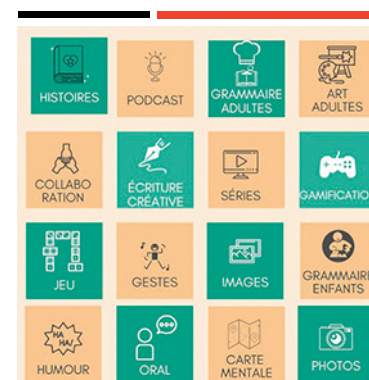 HISTOIRES
PODCAST
GRAMMAIRE
ADULTES
ART
ADULTES
COLLABO
RATION
ÉCRITURE
CRÉATIVE
SÉRIES
GAMIFICATIO
JEU
GESTES
IMAGES
GRAMMAIRE
ENFANTS
HA
HA!
HUMOUR
ORAL
CARTE
MENTALE
PHOTOS